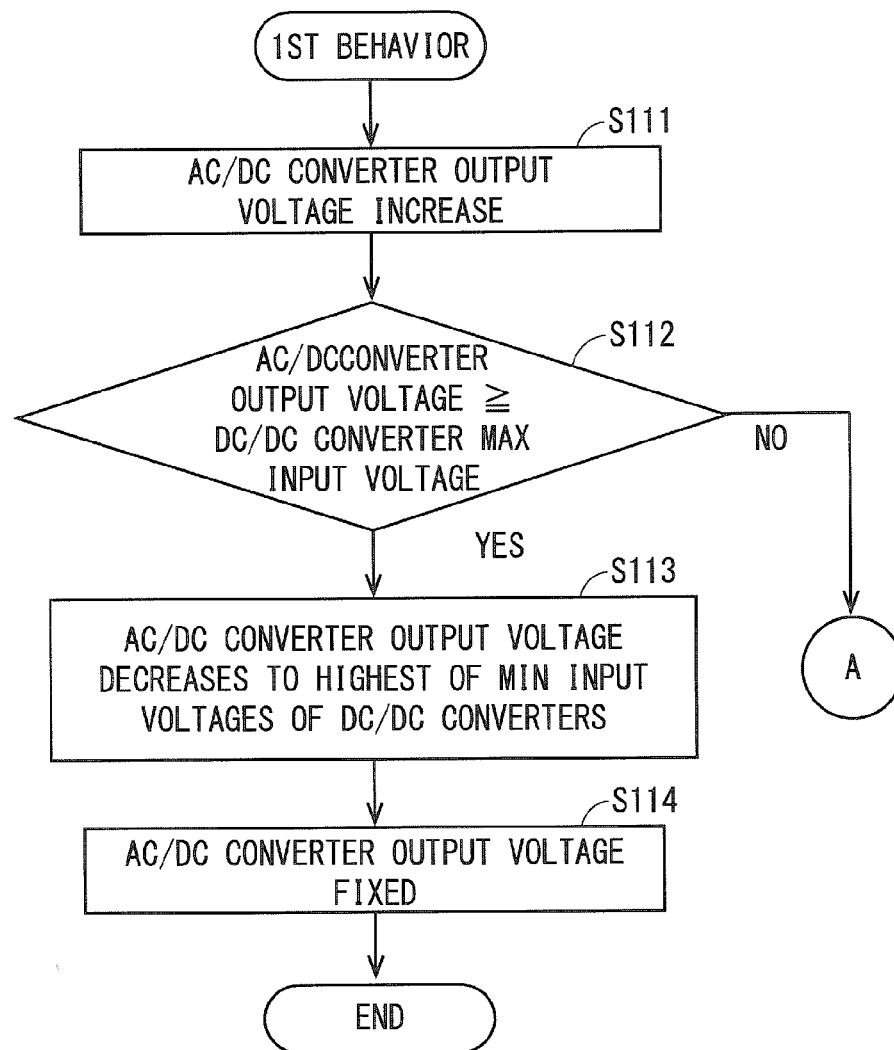 1ST BEHAVIOR
S111
AC/DC CONVERTER OUTPUT
VOLTAGE INCREASE
S112
AC/DCCONVERTER
OUTPUT VOLTAGE ≧
DC/DC CONVERTER MAX
INPUT VOLTAGE
NO
YES
S113
AC/DC CONVERTER OUTPUT VOLTAGE
DECREASES TO HIGHEST OF MIN INPUT
VOLTAGES OF DC/DC CONVERTERS
A
S114
AC/DC CONVERTER OUTPUT VOLTAGE
FIXED
END